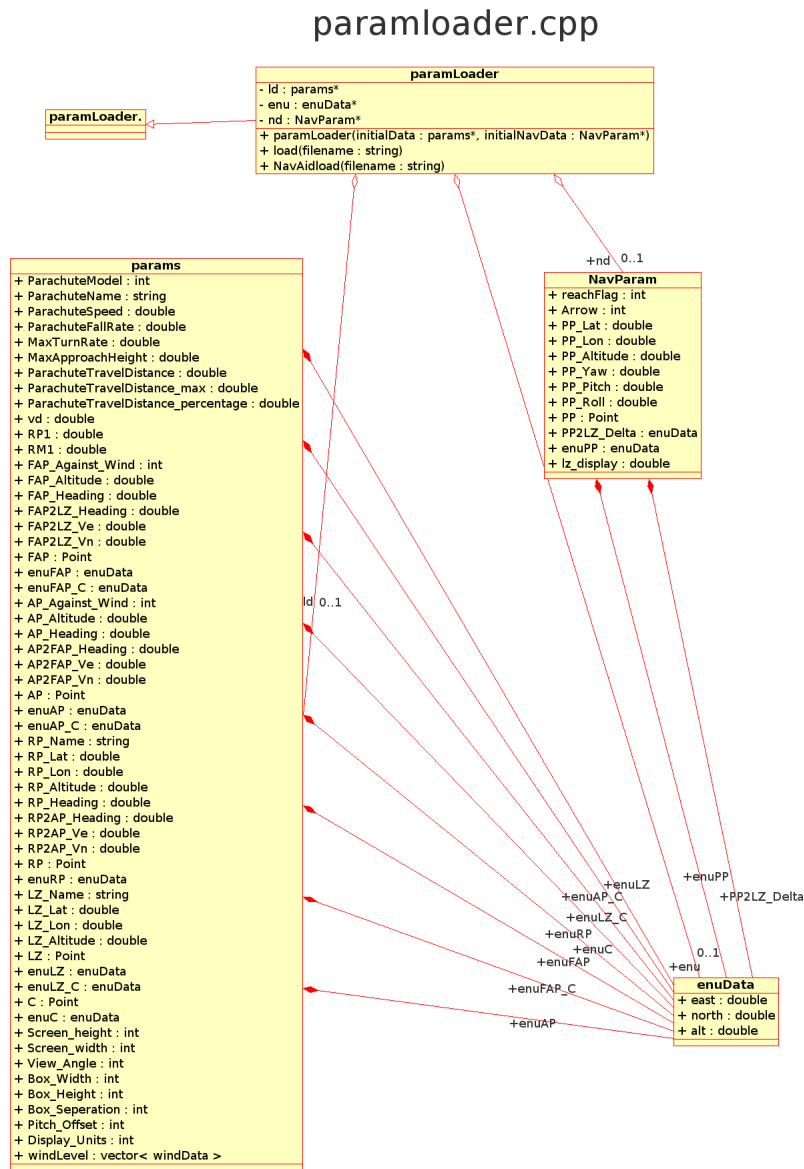 paramloader.cpp
paramLoader
- ld : params*
- enu : enuData*
- nd : NavParam*
+ paramLoader(initialData : params*, initialNavData : NavParam*)
+ load(filename : string)
+ NavAidload(filename : string)
paramLoader.
params
+ ParachuteModel : int
+ ParachuteName : string
+ ParachuteSpeed : double
+ ParachuteFallRate : double
+ MaxTurnRate : double
+ MaxApproachHeight : double
+ ParachuteTravelDistance : double
+ ParachuteTravelDistance_max : double
+ ParachuteTravelDistance_percentage : double
+ vd : double
+ RP1 : double
+ RM1 : double
+ FAP_Against_Wind : int
+ FAP_Altitude : double
+ FAP_Heading : double
+ FAP2LZ_Heading : double
+ FAP2LZ_Ve : double
+ FAP2LZ_Vn : double
+ FAP : Point
+ enuFAP : enuData
+ enuFAP_C : enuData
+ AP_Against_Wind : int
+ AP_Altitude : double
+ AP_Heading : double
+ AP2FAP_Heading : double
+ AP2FAP_Ve : double
+ AP2FAP_Vn : double
+ AP : Point
+ enuAP : enuData
+ enuAP_C : enuData
+ RP_Name : string
+ RP_Lat : double
+ RP_Lon : double
+ RP_Altitude : double
+ RP_Heading : double
+ RP2AP_Heading : double
+ RP2AP_Ve : double
+ RP2AP_Vn : double
+ RP : Point
+ enuRP : enuData
+ LZ_Name : string
+ LZ_Lat : double
+ LZ_Lon : double
+ LZ_Altitude : double
+ LZ : Point
+ enuLZ : enuData
+ enuLZ_C : enuData
+ C : Point
+ enuC : enuData
+ Screen_height : int
+ Screen_width : int
+ View_Angle : int
+ Box_Width : int
+ Box_Height : int
+ Box_Seperation : int
+ Pitch_Offset : int
+ Display_Units : int
+ windLevel : vector< windData >
+nd 0..1
NavParam
+ reachFlag : int
+ Arrow : int
+ PP_Lat : double
+ PP_Lon : double
+ PP_Altitude : double
+ PP_Yaw : double
+ PP_Pitch : double
+ PP_Roll : double
+ PP : Point
+ PP2LZ_Delta : enuData
+ enuPP : enuData
+ lz_display : double
ld 0..1
+enuPP
+enuLZ
+PP2LZ_Delta
+enuAP_C
+enuLZ_C
+enuRP
+enuC
0..1
+enuFAP
+enu
+enuFAP_C
+enuAP
enuData
+ east : double
+ north : double
+ alt : double